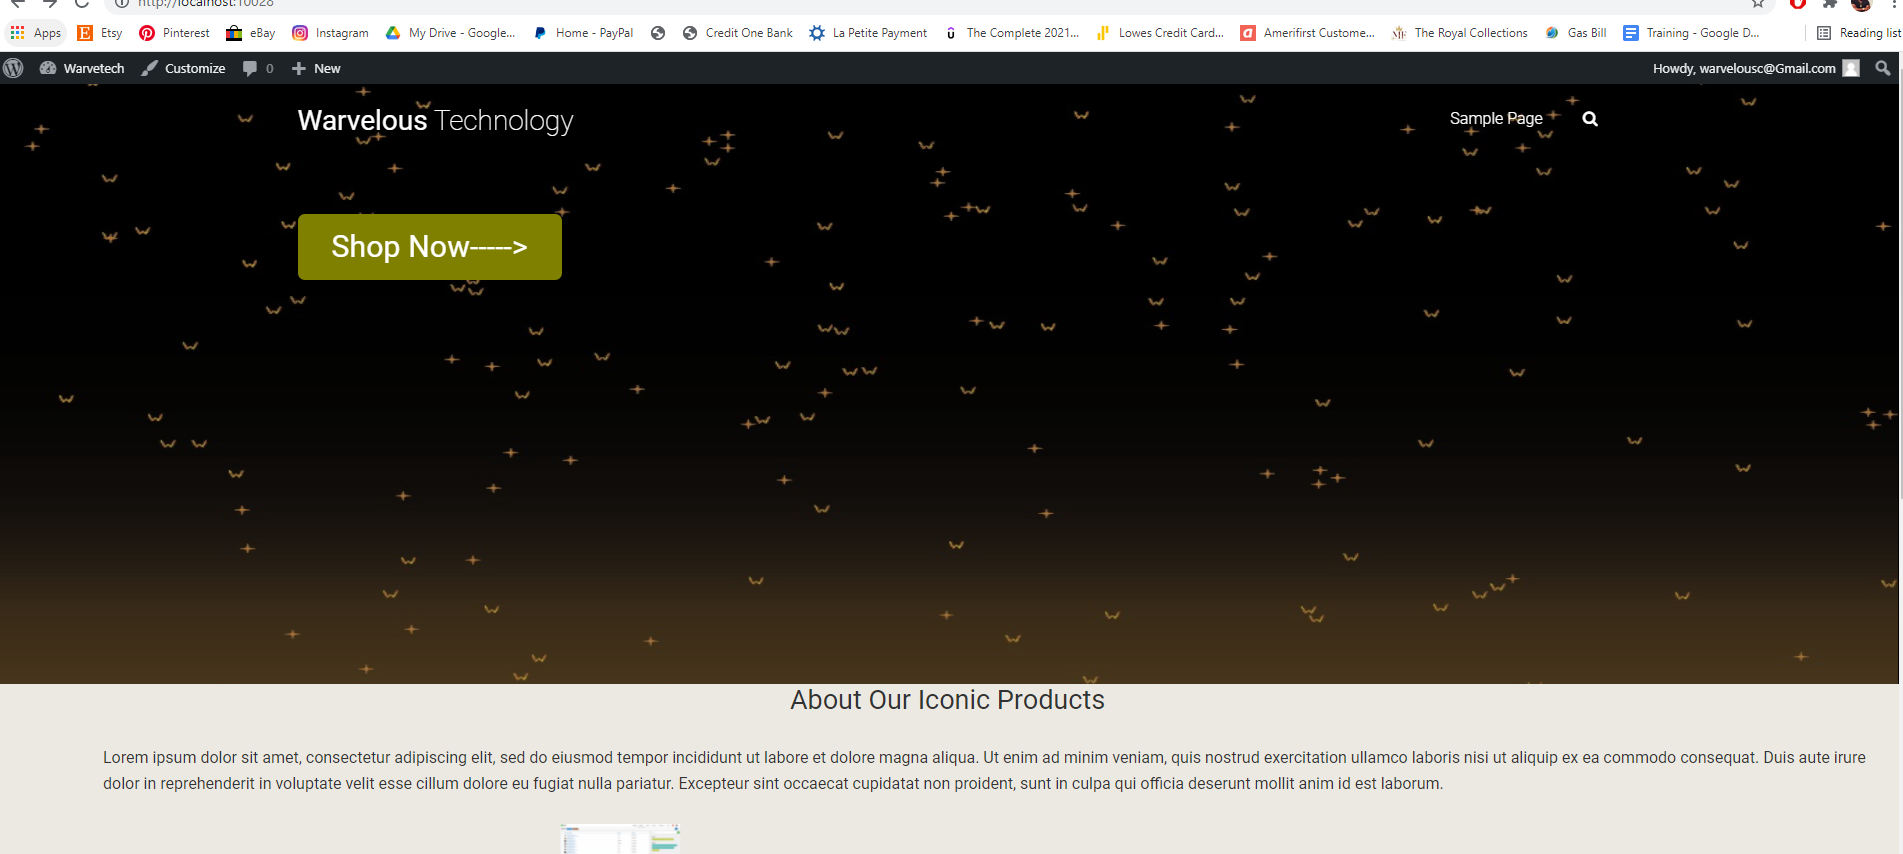 http://localhost:10028
Apps Etsy Pinterest eBay Instagram My Drive - Google... Home - PayPal Credit One Bank La Petite Payment The Complete 2021... Lowes Credit Card... Amerifirst Custome... The Royal Collections Gas Bill Training - Google D... Reading list
Warvetech Customize 0 New Howdy, warvelousc@Gmail.com
Warvelous Technology Sample Page
Shop Now----->
About Our Iconic Products
Lorem ipsum dolor sit amet, consectetur adipiscing elit, sed do eiusmod tempor incididunt ut labore et dolore magna aliqua. Ut enim ad minim veniam, quis nostrud exercitation ullamco laboris nisi ut aliquip ex ea commodo consequat. Duis aute irure
dolor in reprehenderit in voluptate velit esse cillum dolore eu fugiat nulla pariatur. Excepteur sint occaecat cupidatat non proident, sunt in culpa qui officia deserunt mollit anim id est laborum.